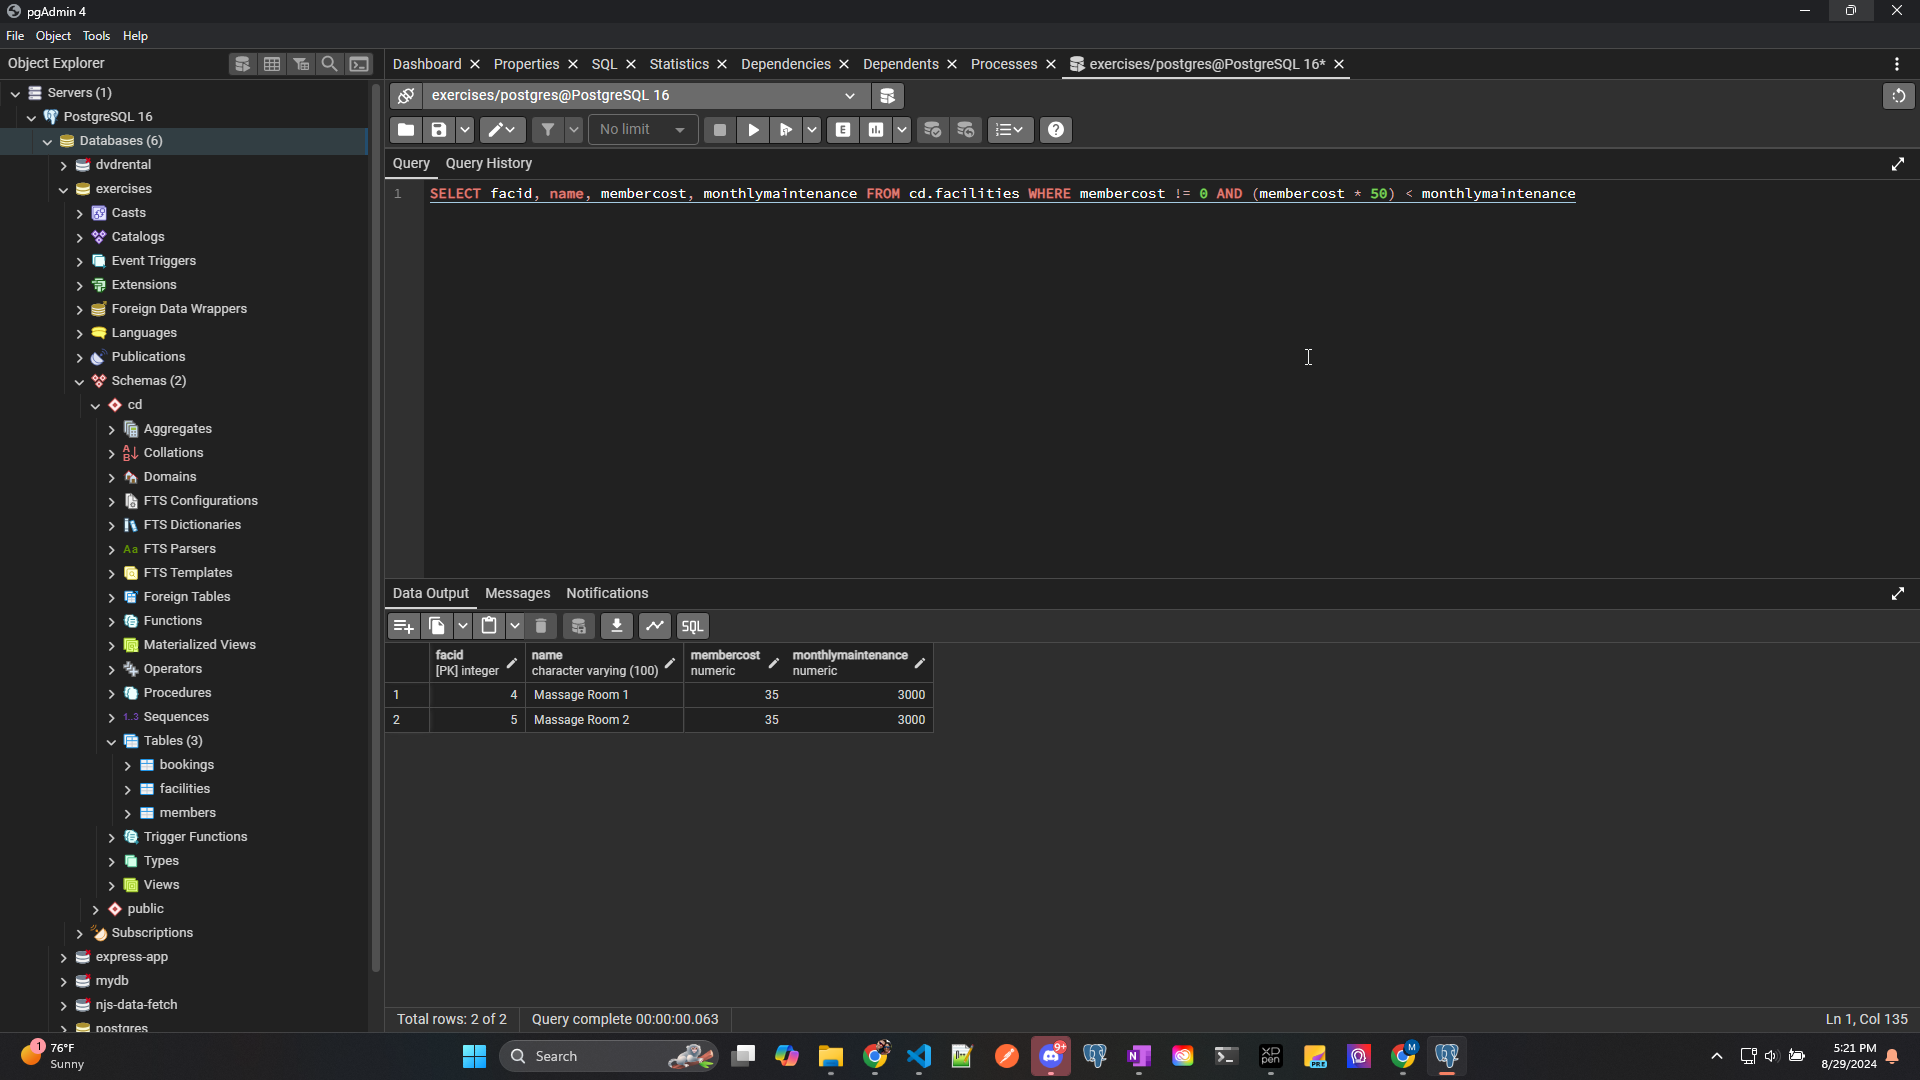 pgAdmin 4
File Object Tools Help
Object Explorer
Dashboard Properties SQL Statistics Dependencies Dependents Processes exercises/postgres@PostgreSQL 16*
Servers (1)
PostgreSQL 16
Databases (6)
dvdrental
exercises
Casts
Catalogs
Event Triggers
Extensions
Foreign Data Wrappers
Languages
Publications
Schemas (2)
cd
Aggregates
Collations
Domains
FTS Configurations
FTS Dictionaries
Aa FTS Parsers
FTS Templates
Foreign Tables
Functions
Materialized Views
Operators
Procedures
1..3 Sequences
Tables (3)
bookings
facilities
members
Trigger Functions
Types
Views
public
Subscriptions
express-app
mydb
njs-data-fetch
postgres
exercises/postgres@PostgreSQL 16
No limit
E
Query Query History
1 SELECT facid, name, membercost, monthlymaintenance FROM cd.facilities WHERE membercost != 0 AND (membercost * 50) < monthlymaintenance
Data Output Messages Notifications
SQL
facid name membercost monthlymaintenance
[PK] integer character varying (100) numeric numeric
1 4 Massage Room 1 35 3000
2 5 Massage Room 2 35 3000
Total rows: 2 of 2 Query complete 00:00:00.063 Ln 1, Col 135
1 76°F
Sunny
Search
9+
XP
PEN
PRE
M
5:21 PM
8/29/2024